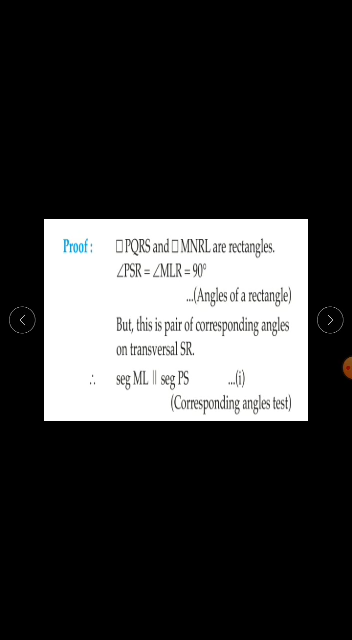 Proof : □ PQRS and □ MNRL are rectangles.
∠PSR = ∠MLR = 90°
...(Angles of a rectangle)
But, this is pair of corresponding angles
on transversal SR.
∴ seg ML || seg PS ...(i)
(Corresponding angles test)